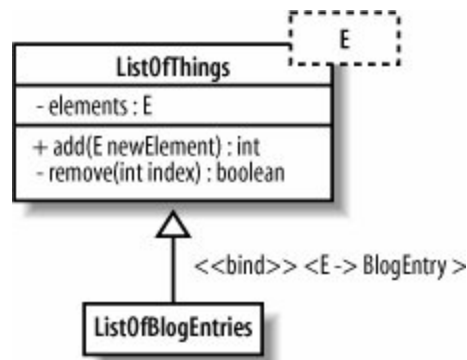 E
ListOfThings
- elements : E
+ add(E newElement) : int
- remove(int index) : boolean
<<bind>> <E -> BlogEntry >
ListOfBlogEntries